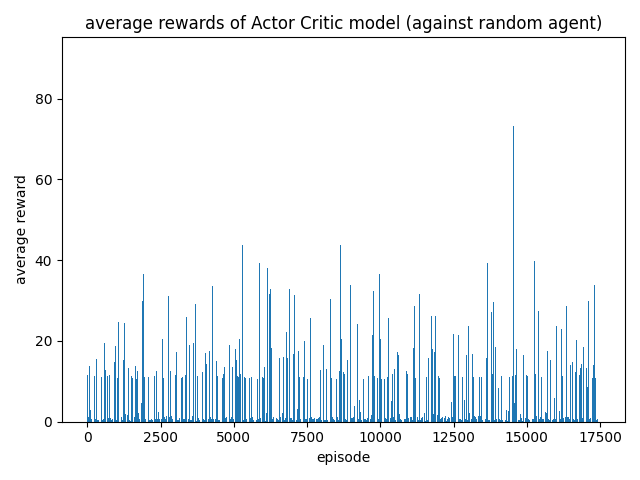 average rewards of Actor Critic model (against random agent)
average reward
80
60
40
20
0
0 2500 5000 7500 10000 12500 15000 17500
episode